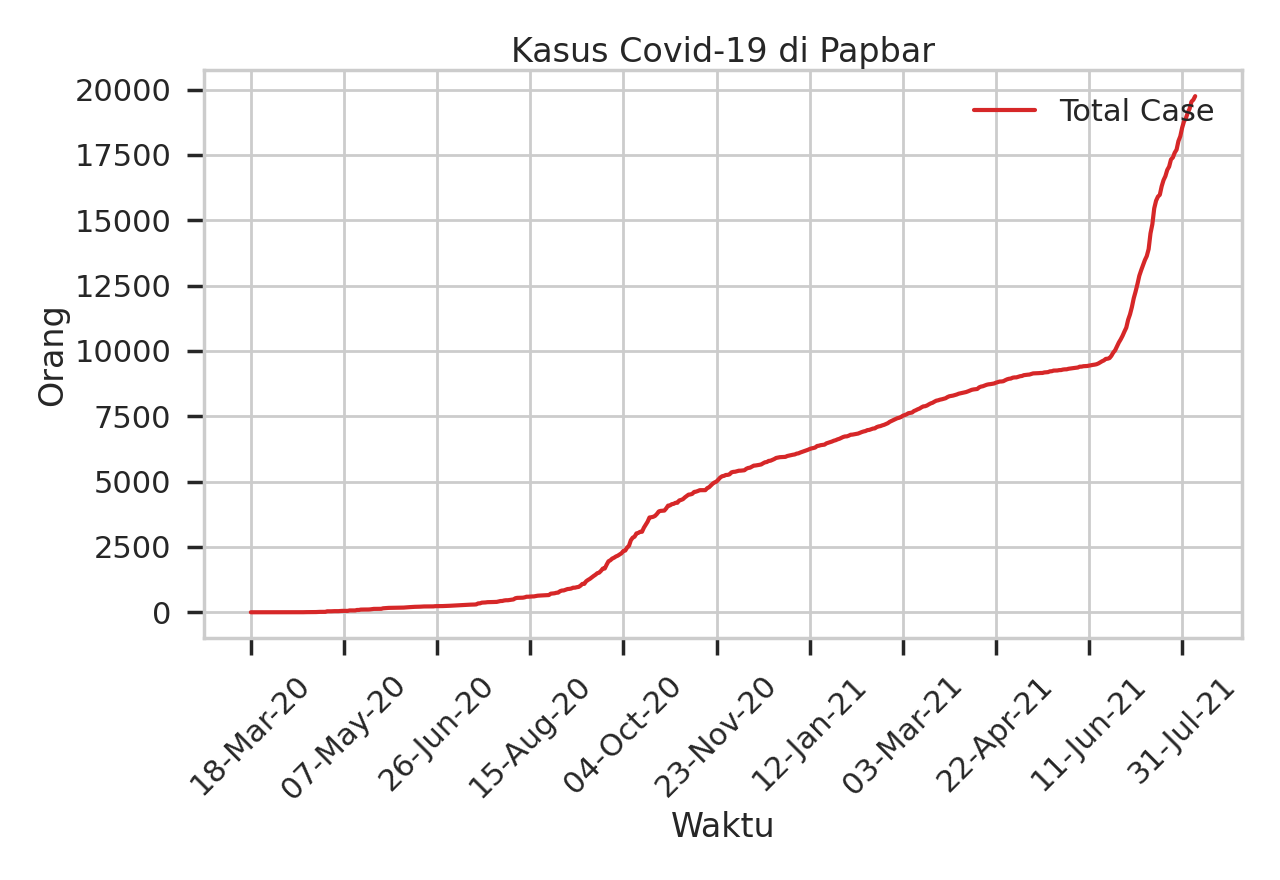 Kasus Covid-19 di Papbar
Total Case
20000
17500
15000
12500
10000
7500
5000
2500
0
Orang
18-Mar-20
07-May-20
26-Jun-20
15-Aug-20
04-Oct-20
23-Nov-20
12-Jan-21
03-Mar-21
22-Apr-21
11-Jun-21
31-Jul-21
Waktu